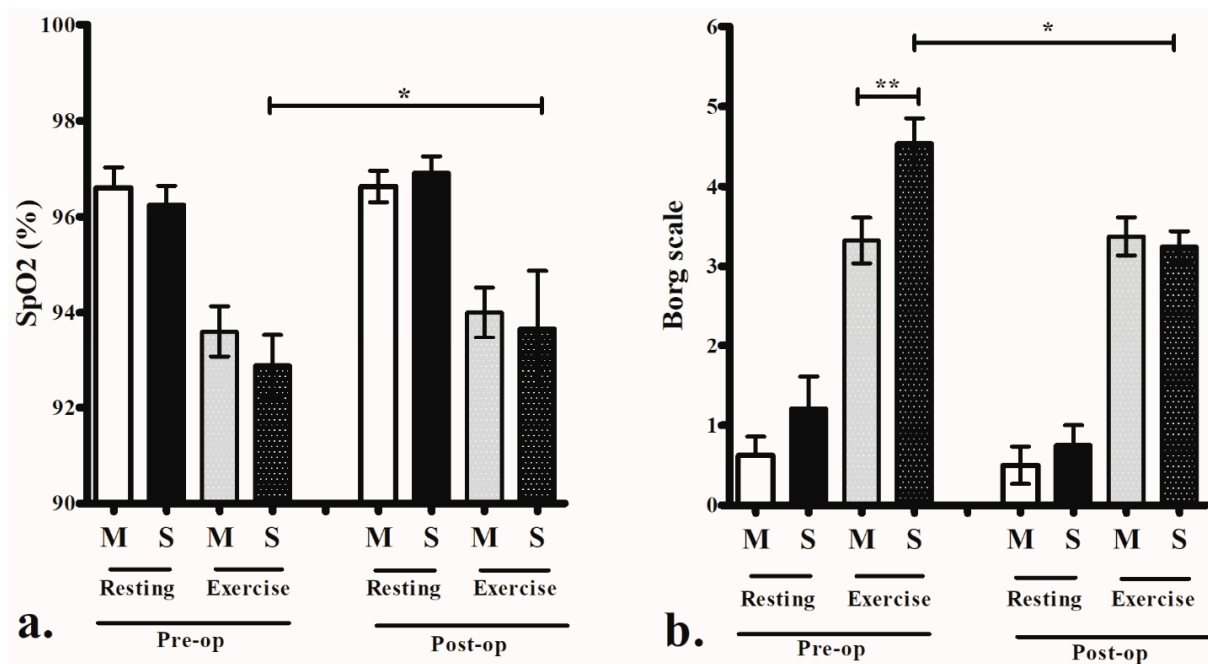 100
98
96
94
92
90
SpO2 (%)
*
M S M S M S M S
Resting Exercise Resting Exercise
Pre-op Post-op
a.
6
5
4
3
2
1
0
Borg scale
**
*
M S M S M S M S
Resting Exercise Resting Exercise
Pre-op Post-op
b.